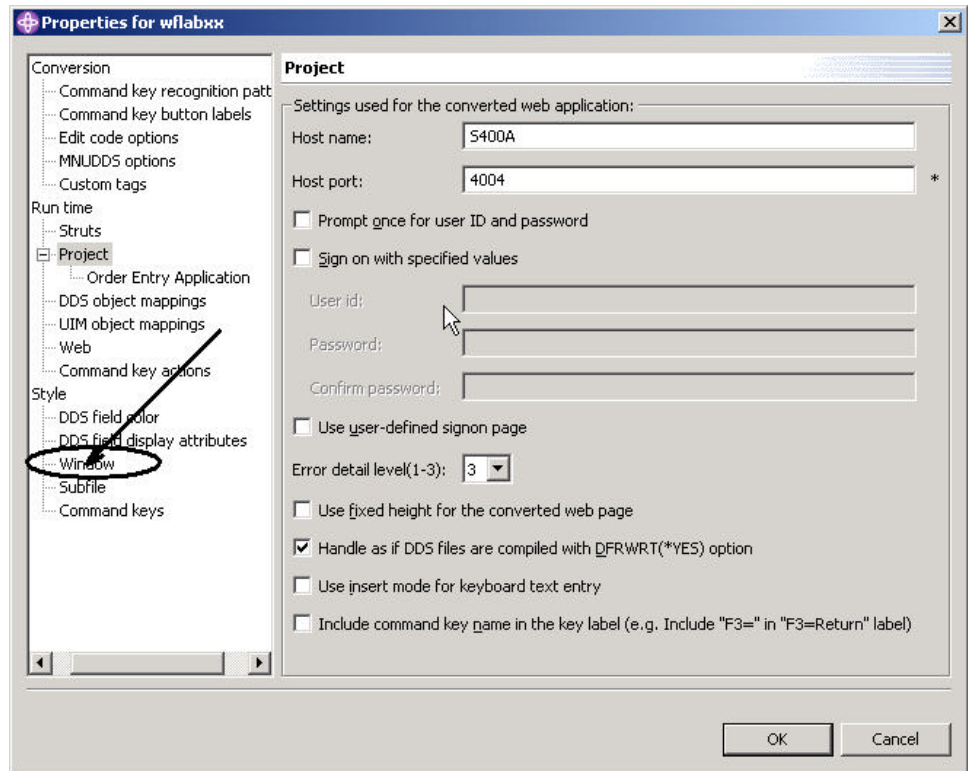 Properties for wflabxx
Conversion
Command key recognition patt
Command key button labels
Edit code options
MNUDDS options
Custom tags
Run time
Struts
Project
Order Entry Application
DDS object mappings
UIM object mappings
Web
Command key actions
Style
DDS field color
DDS field display attributes
Window
Subfile
Command keys
Project
Settings used for the converted web application:
Host name: S400A
Host port: 4004 *
Prompt once for user ID and password
Sign on with specified values
User id:
Password:
Confirm password:
Use user-defined signon page
Error detail level(1-3): 3
Use fixed height for the converted web page
Handle as if DDS files are compiled with DFRWRT(*YES) option
Use insert mode for keyboard text entry
Include command key name in the key label (e.g. Include "F3=" in "F3=Return" label)
OK Cancel